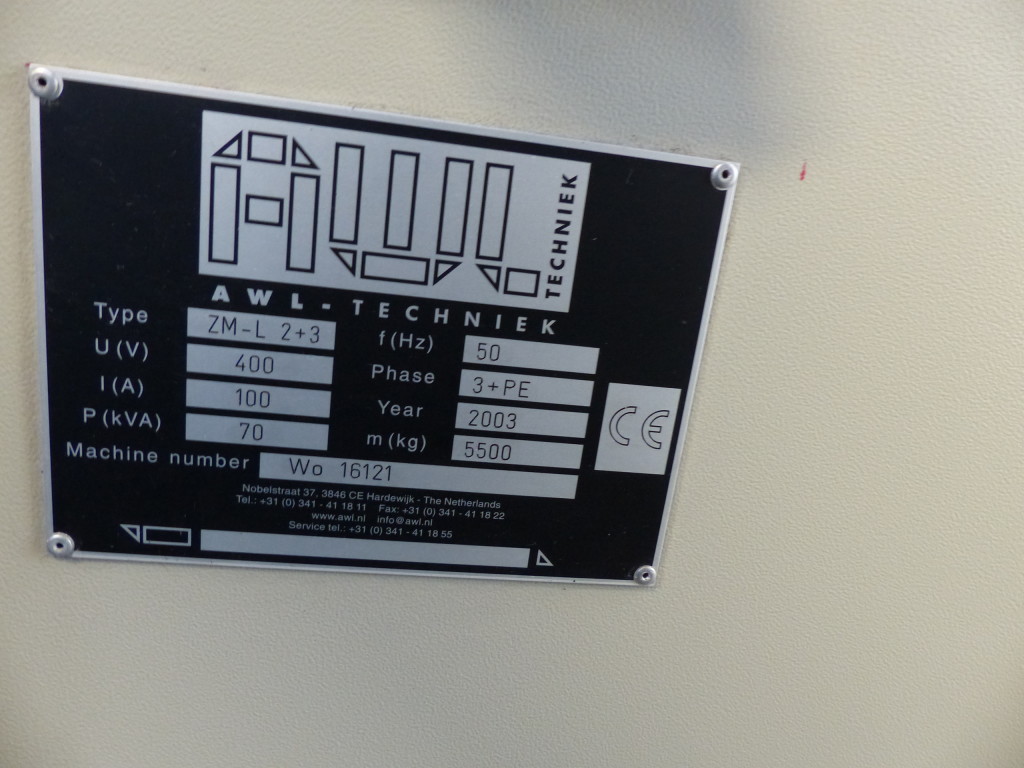 AWL TECHNIEK
AWL-TECHNIEK
Type ZM-L 2+3 f(Hz) 50
U(V) 400 Phase 3+PE
I(A) 100 Year 2003
P(kVA) 70 m(kg) 5500
CE
Machine number Wo 16121
Nobelstraat 37, 3846 CE Hardewijk - The Netherlands
Tel.: +31 (0) 341 - 41 18 11 Fax: +31 (0) 341 - 41 18 22
www.awl.nl info@awl.nl
Service tel.: +31 (0) 341 - 41 18 55